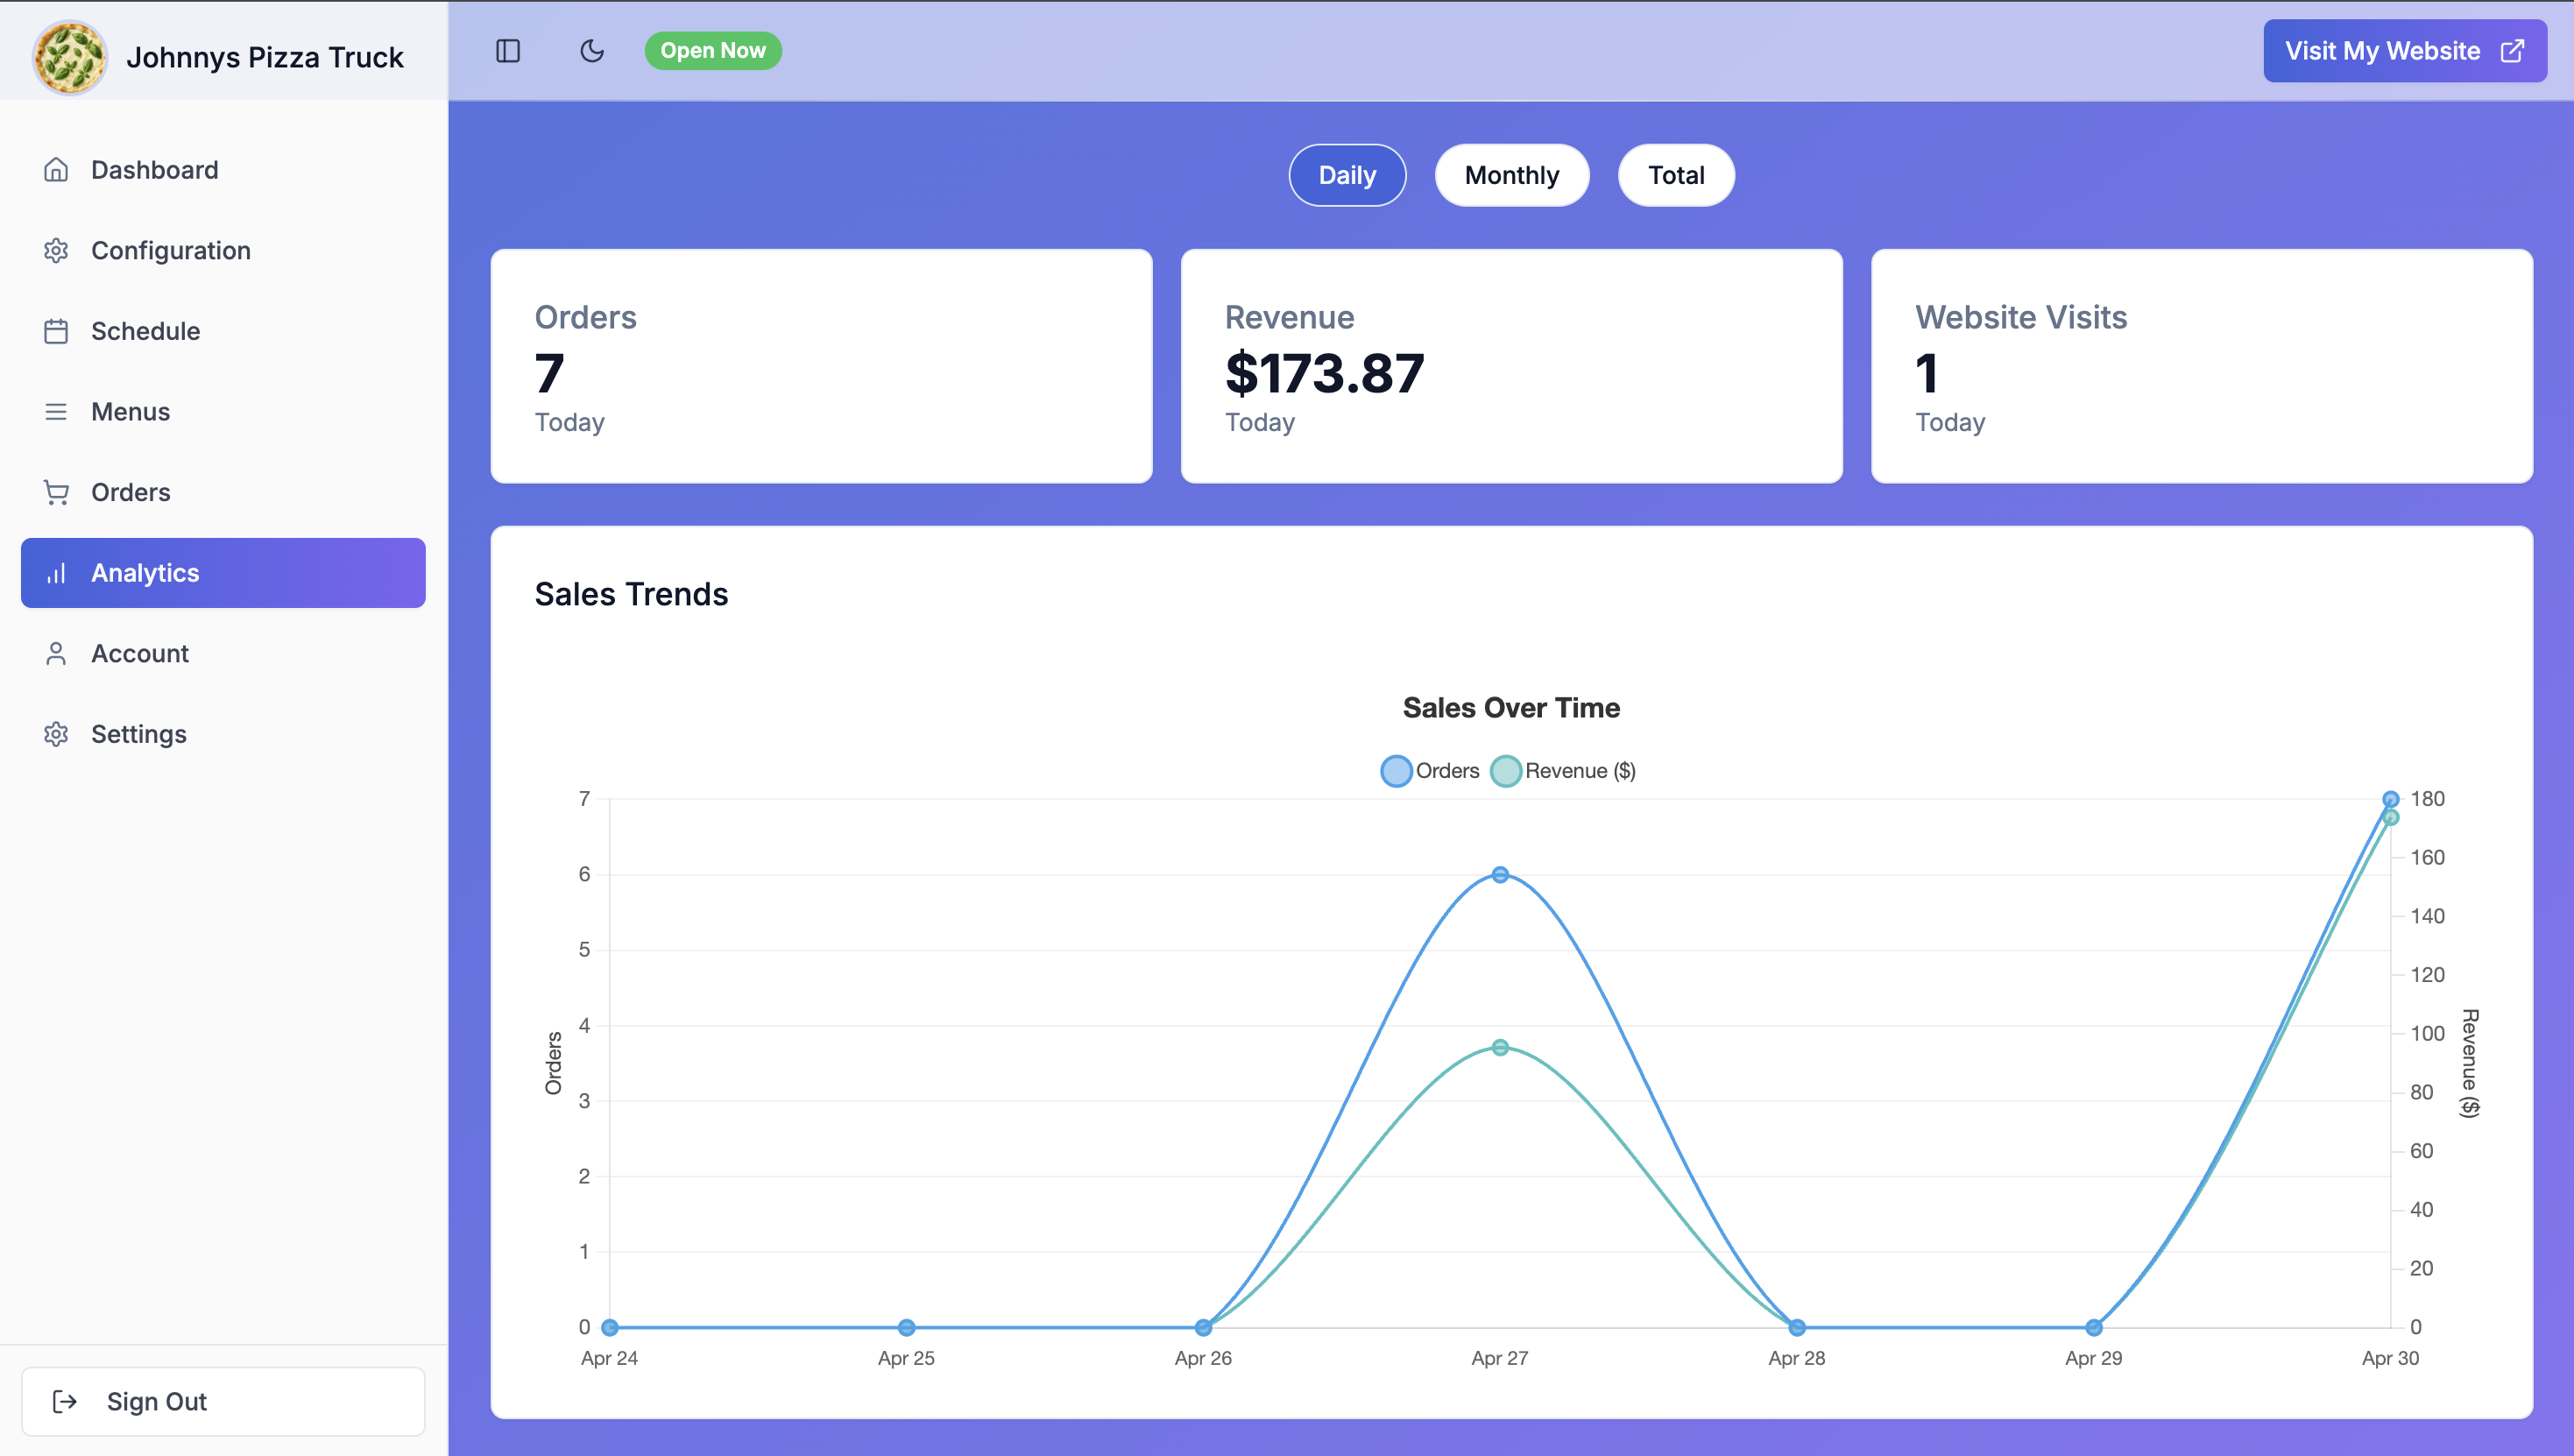 Johnnys Pizza Truck
Open Now
Visit My Website
Dashboard
Configuration
Schedule
Menus
Orders
Analytics
Account
Settings
Sign Out
Daily
Monthly
Total
Orders
7
Today
Revenue
$173.87
Today
Website Visits
1
Today
Sales Trends
Sales Over Time
Orders
Revenue ($)
7
6
5
4
3
2
1
0
Orders
180
160
140
120
100
80
60
40
20
0
Revenue ($)
Apr 24
Apr 25
Apr 26
Apr 27
Apr 28
Apr 29
Apr 30